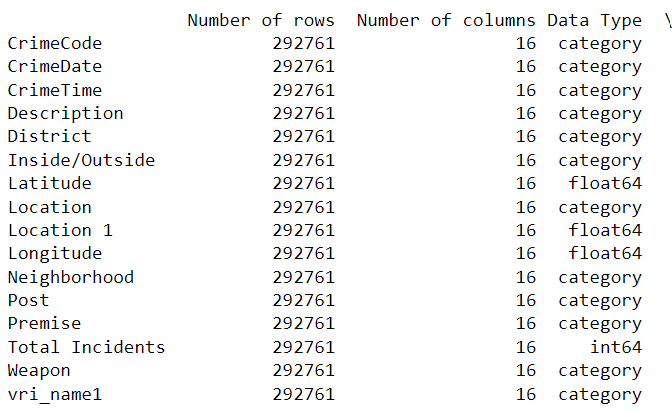 Number of rows Number of columns Data Type \
CrimeCode 292761 16 category
CrimeDate 292761 16 category
CrimeTime 292761 16 category
Description 292761 16 category
District 292761 16 category
Inside/Outside 292761 16 category
Latitude 292761 16 float64
Location 292761 16 category
Location 1 292761 16 float64
Longitude 292761 16 float64
Neighborhood 292761 16 category
Post 292761 16 category
Premise 292761 16 category
Total Incidents 292761 16 int64
Weapon 292761 16 category
vri_name1 292761 16 category